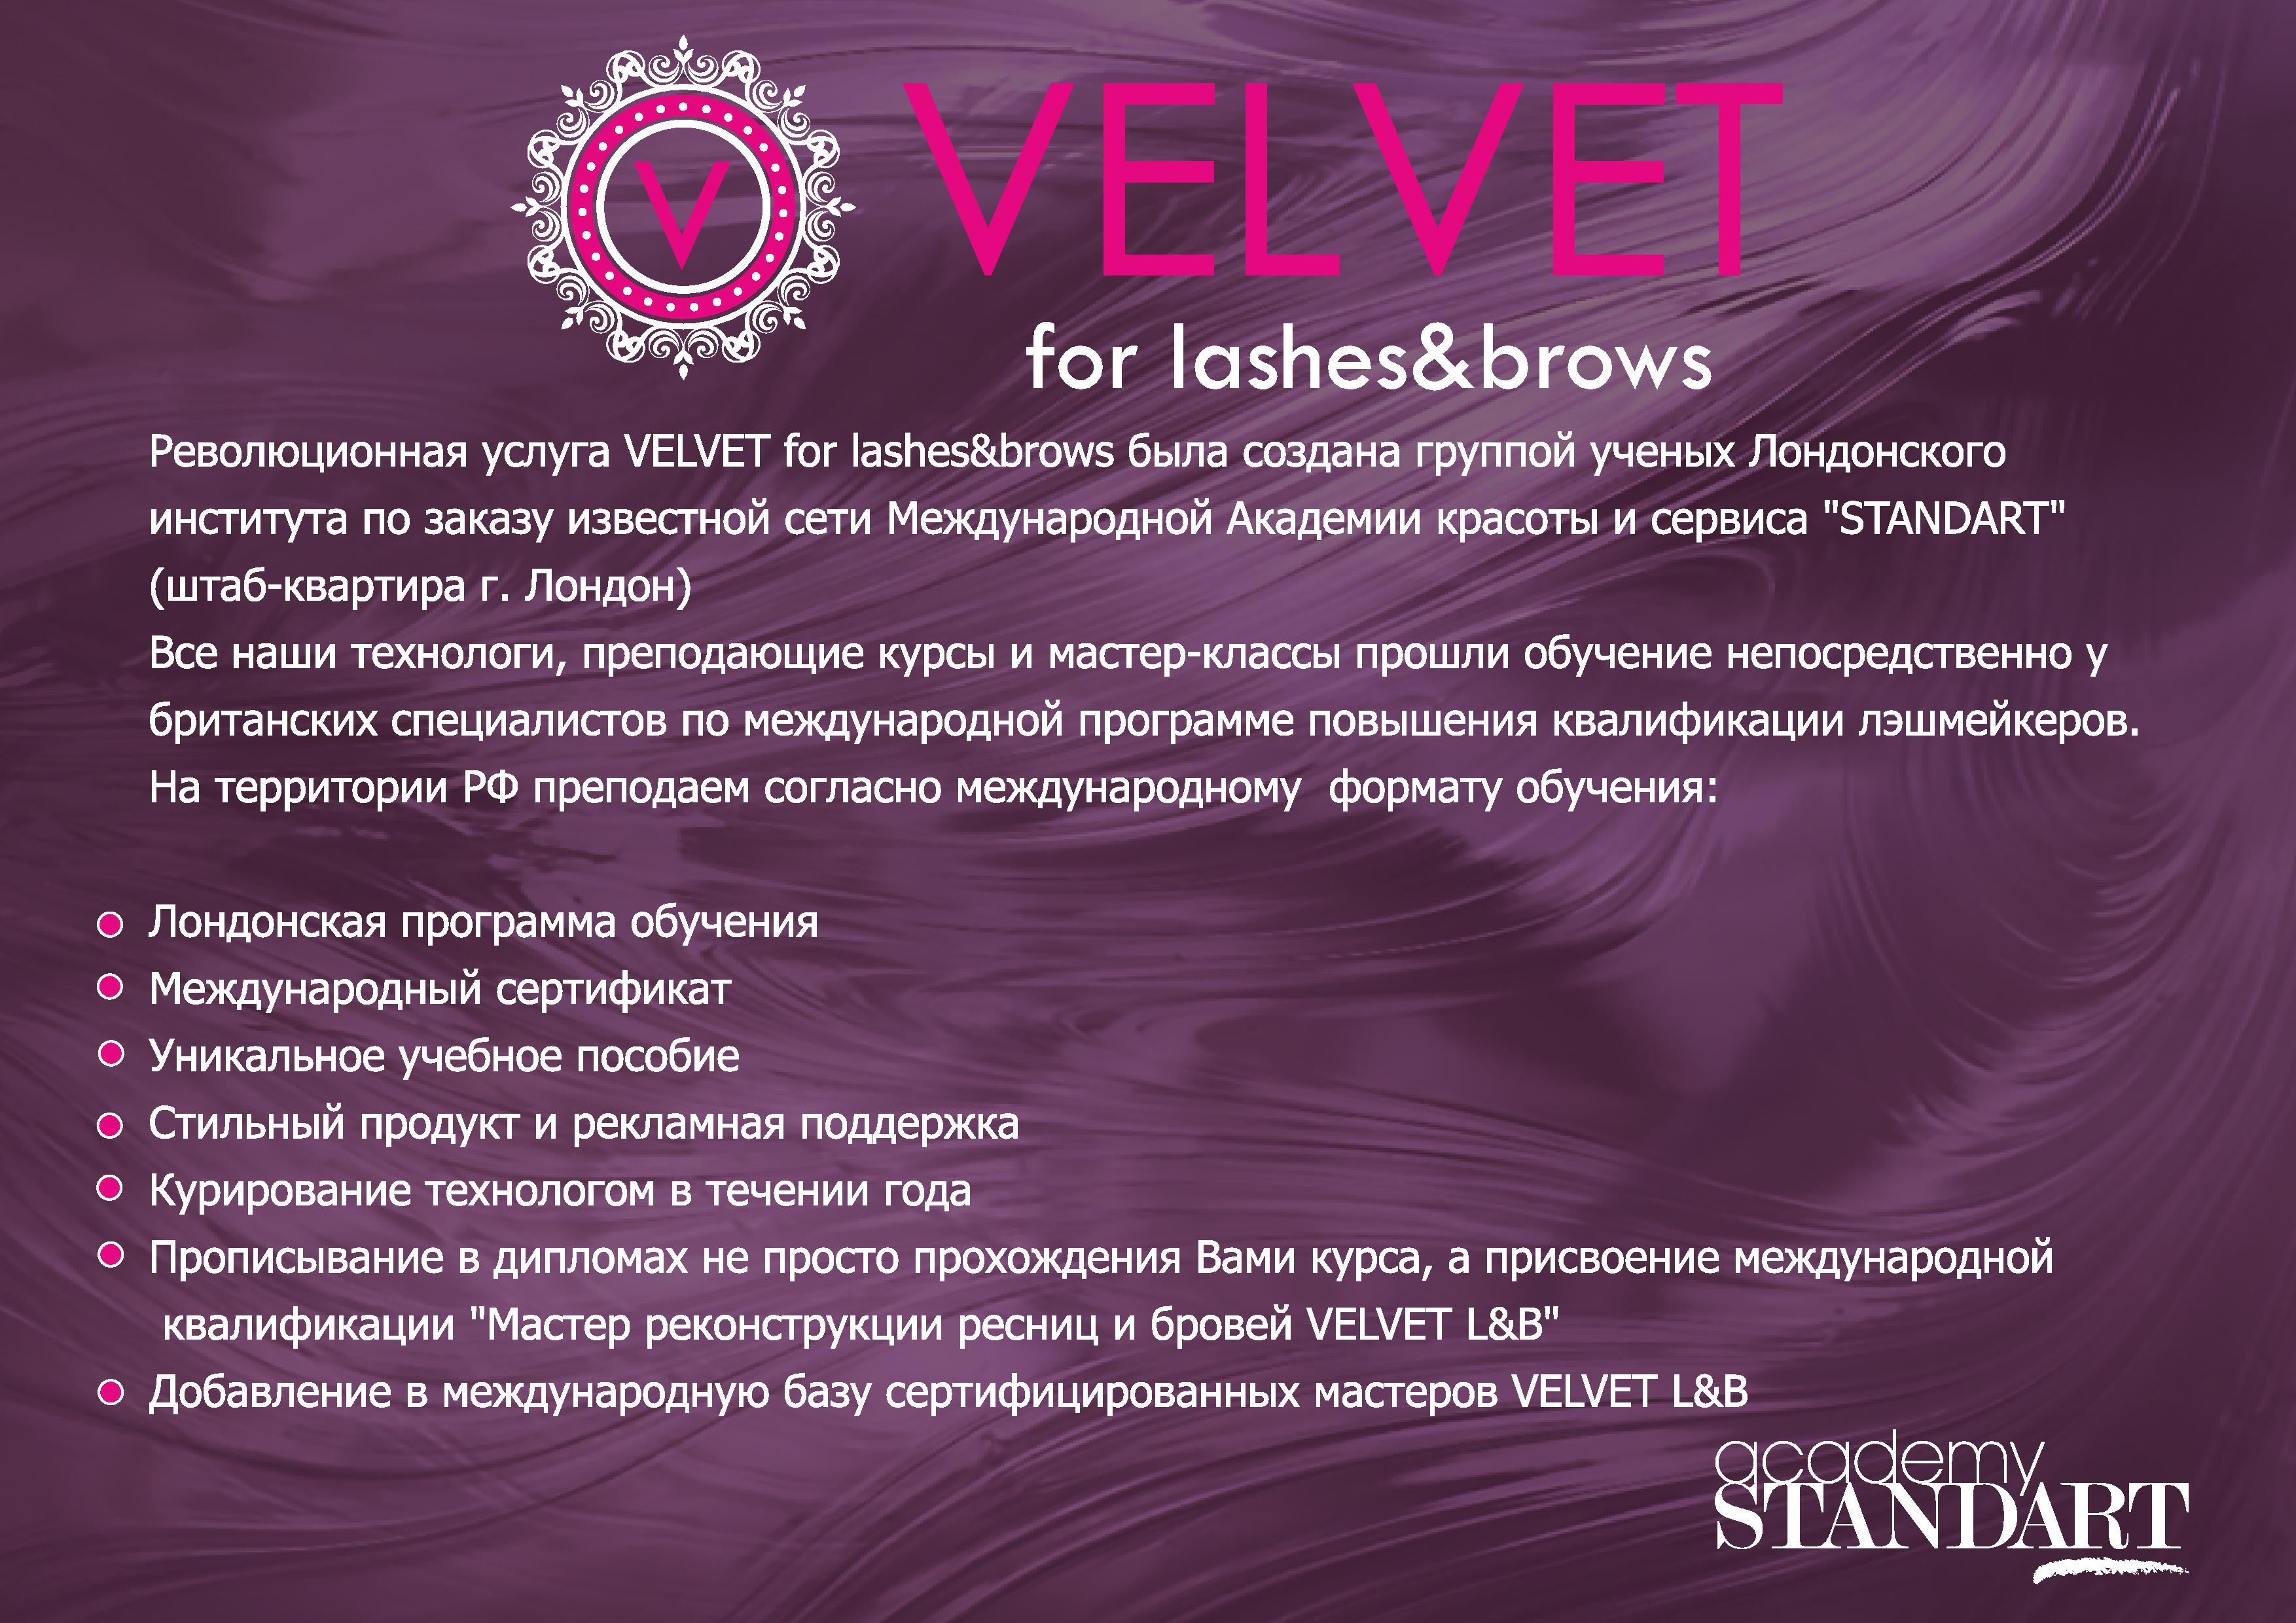 V
VELVET
for lashes&brows
Революционная услуга VELVET for lashes&brows была создана группой ученых Лондонского
института по заказу известной сети Международной Академии красоты и сервиса "STANDART"
(штаб-квартира г. Лондон)
Все наши технологи, преподающие курсы и мастер-классы прошли обучение непосредственно у
британских специалистов по международной программе повышения квалификации лэшмейкеров.
На территории РФ преподаем согласно международному формату обучения:
Лондонская программа обучения
Международный сертификат
Уникальное учебное пособие
Стильный продукт и рекламная поддержка
Курирование технологом в течении года
Прописывание в дипломах не просто прохождения Вами курса, а присвоение международной
квалификации "Мастер реконструкции ресниц и бровей VELVET L&B"
Добавление в международную базу сертифицированных мастеров VELVET L&B
academy
STANDART